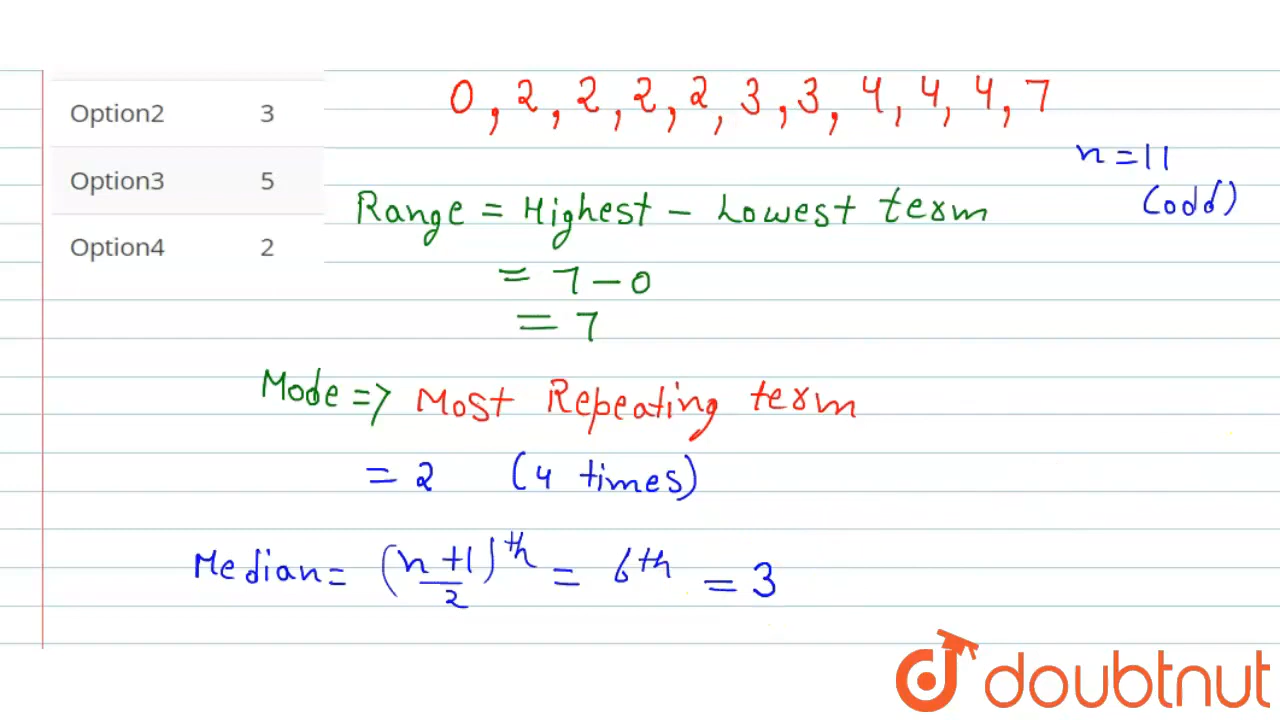 0, 2, 2, 2, 2, 3, 3, 4, 4, 4, 7
Option2 3
n = 11
Option3 5
(odd)
Range = Highest - Lowest term
Option4 2
= 7 - 0
= 7
Mode => Most Repeating term
= 2 (4 times)
Median = (n+1/2)th = 6th = 3
doubtnut